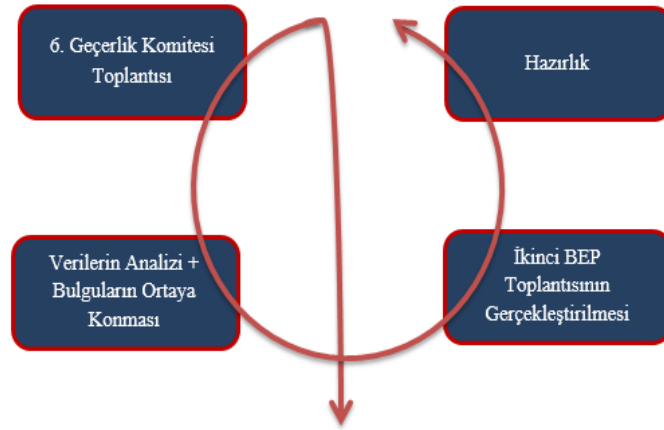 6. Geçerlik Komitesi
Toplantısı
Hazırlık
Verilerin Analizi +
Bulguların Ortaya
Konması
İkinci BEP
Toplantısının
Gerçekleştirilmesi